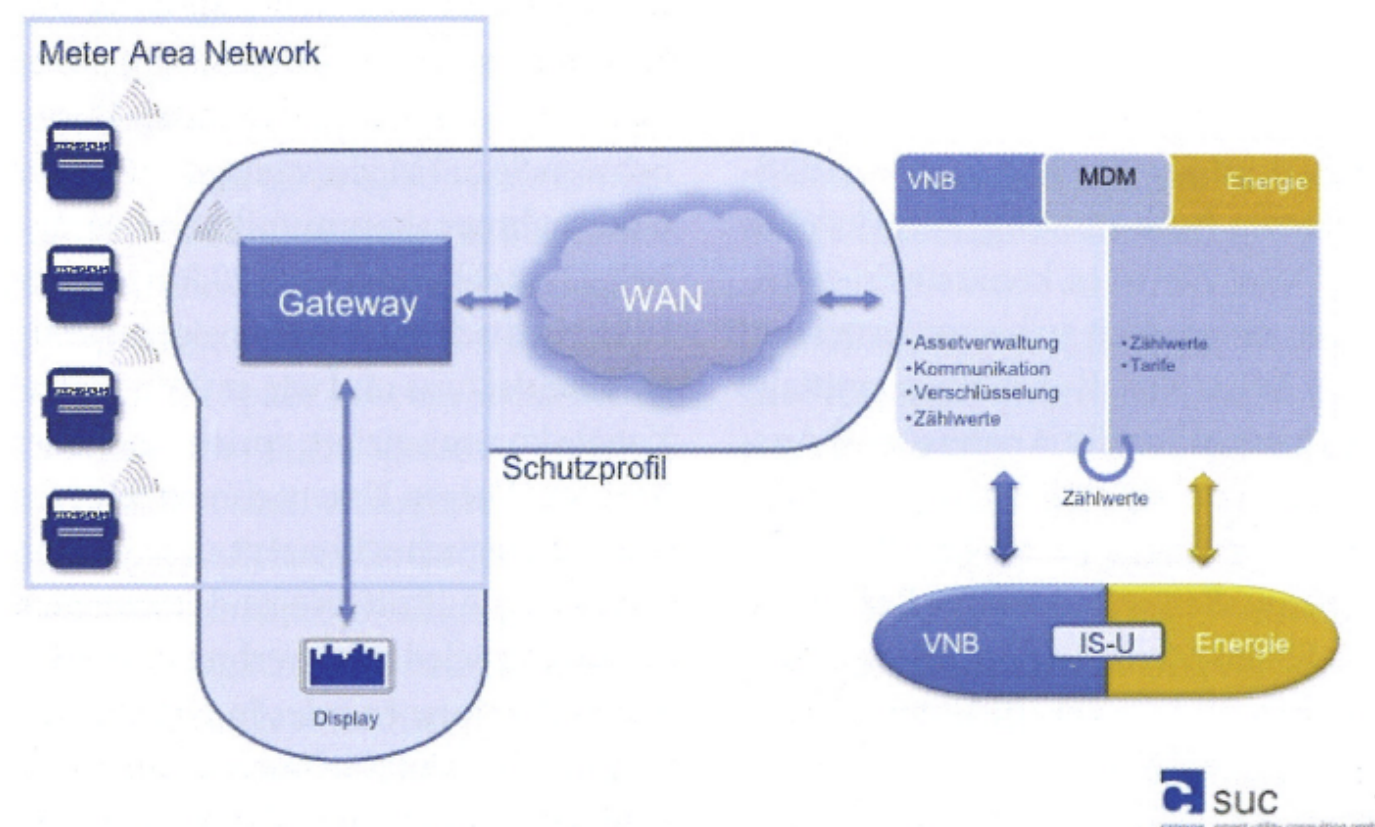 Meter Area Network
Gateway
WAN
Schutzprofil
Display
VNB
MDM
Energie
•Assetverwaltung
•Kommunikation
•Verschlüsselung
•Zählwerte
•Zählwerte
•Tarife
Zählwerte
VNB
IS-U
Energie
suc